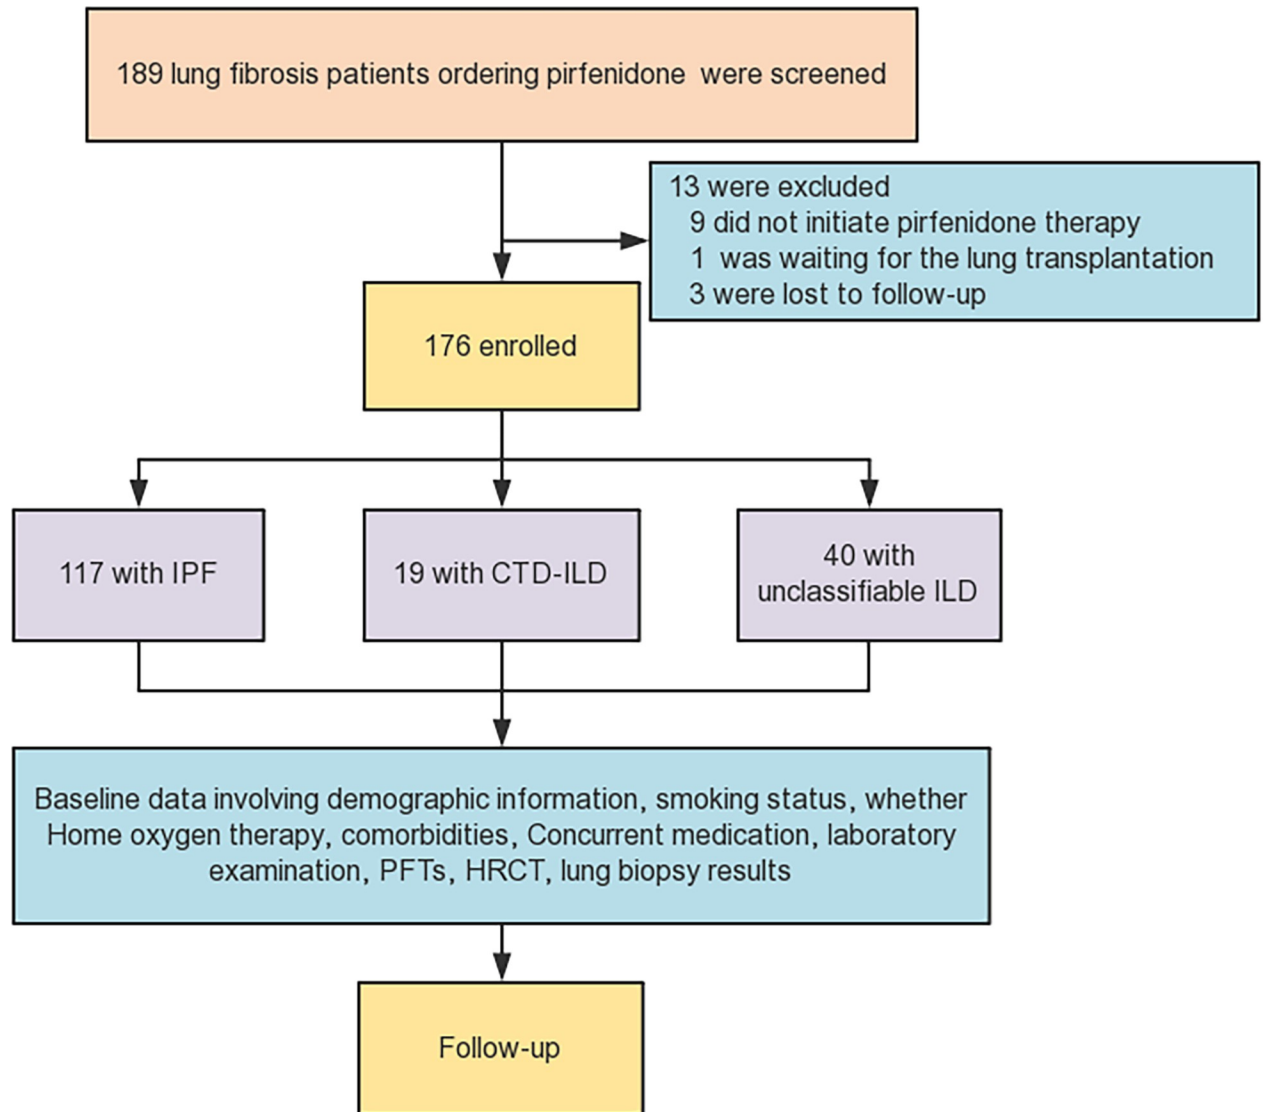 189 lung fibrosis patients ordering pirfenidone were screened
13 were excluded
9 did not initiate pirfenidone therapy
1 was waiting for the lung transplantation
3 were lost to follow-up
176 enrolled
117 with IPF
19 with CTD-ILD
40 with
unclassifiable ILD
Baseline data involving demographic information, smoking status, whether
Home oxygen therapy, comorbidities, Concurrent medication, laboratory
examination, PFTs, HRCT, lung biopsy results
Follow-up